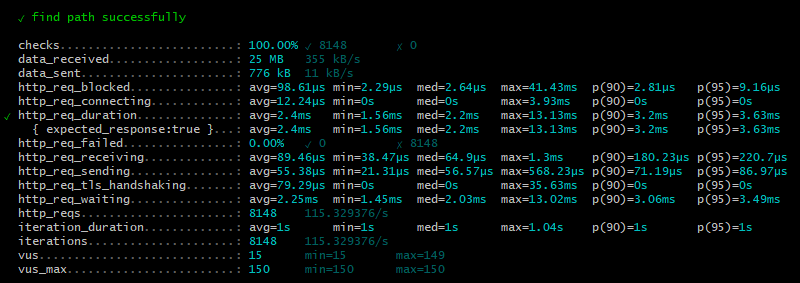 ✓ find path successfully
checks.........................: 100.00% ✓ 8148 ✗ 0
data_received..................: 25 MB 355 kB/s
data_sent......................: 776 kB 11 kB/s
http_req_blocked...............: avg=98.61µs min=2.29µs med=2.64µs max=41.43ms p(90)=2.81µs p(95)=9.16µs
http_req_connecting............: avg=12.24µs min=0s med=0s max=3.93ms p(90)=0s p(95)=0s
✓ http_req_duration..............: avg=2.4ms min=1.56ms med=2.2ms max=13.13ms p(90)=3.2ms p(95)=3.63ms
{ expected_response:true }...: avg=2.4ms min=1.56ms med=2.2ms max=13.13ms p(90)=3.2ms p(95)=3.63ms
http_req_failed................: 0.00% ✓ 0 ✗ 8148
http_req_receiving.............: avg=89.46µs min=38.47µs med=64.9µs max=1.3ms p(90)=180.23µs p(95)=220.7µs
http_req_sending...............: avg=55.38µs min=21.31µs med=56.57µs max=568.23µs p(90)=71.19µs p(95)=86.97µs
http_req_tls_handshaking.......: avg=79.29µs min=0s med=0s max=35.63ms p(90)=0s p(95)=0s
http_req_waiting...............: avg=2.25ms min=1.45ms med=2.03ms max=13.02ms p(90)=3.06ms p(95)=3.49ms
http_reqs......................: 8148 115.329376/s
iteration_duration.............: avg=1s min=1s med=1s max=1.04s p(90)=1s p(95)=1s
iterations.....................: 8148 115.329376/s
vus............................: 15 min=15 max=149
vus_max........................: 150 min=150 max=150